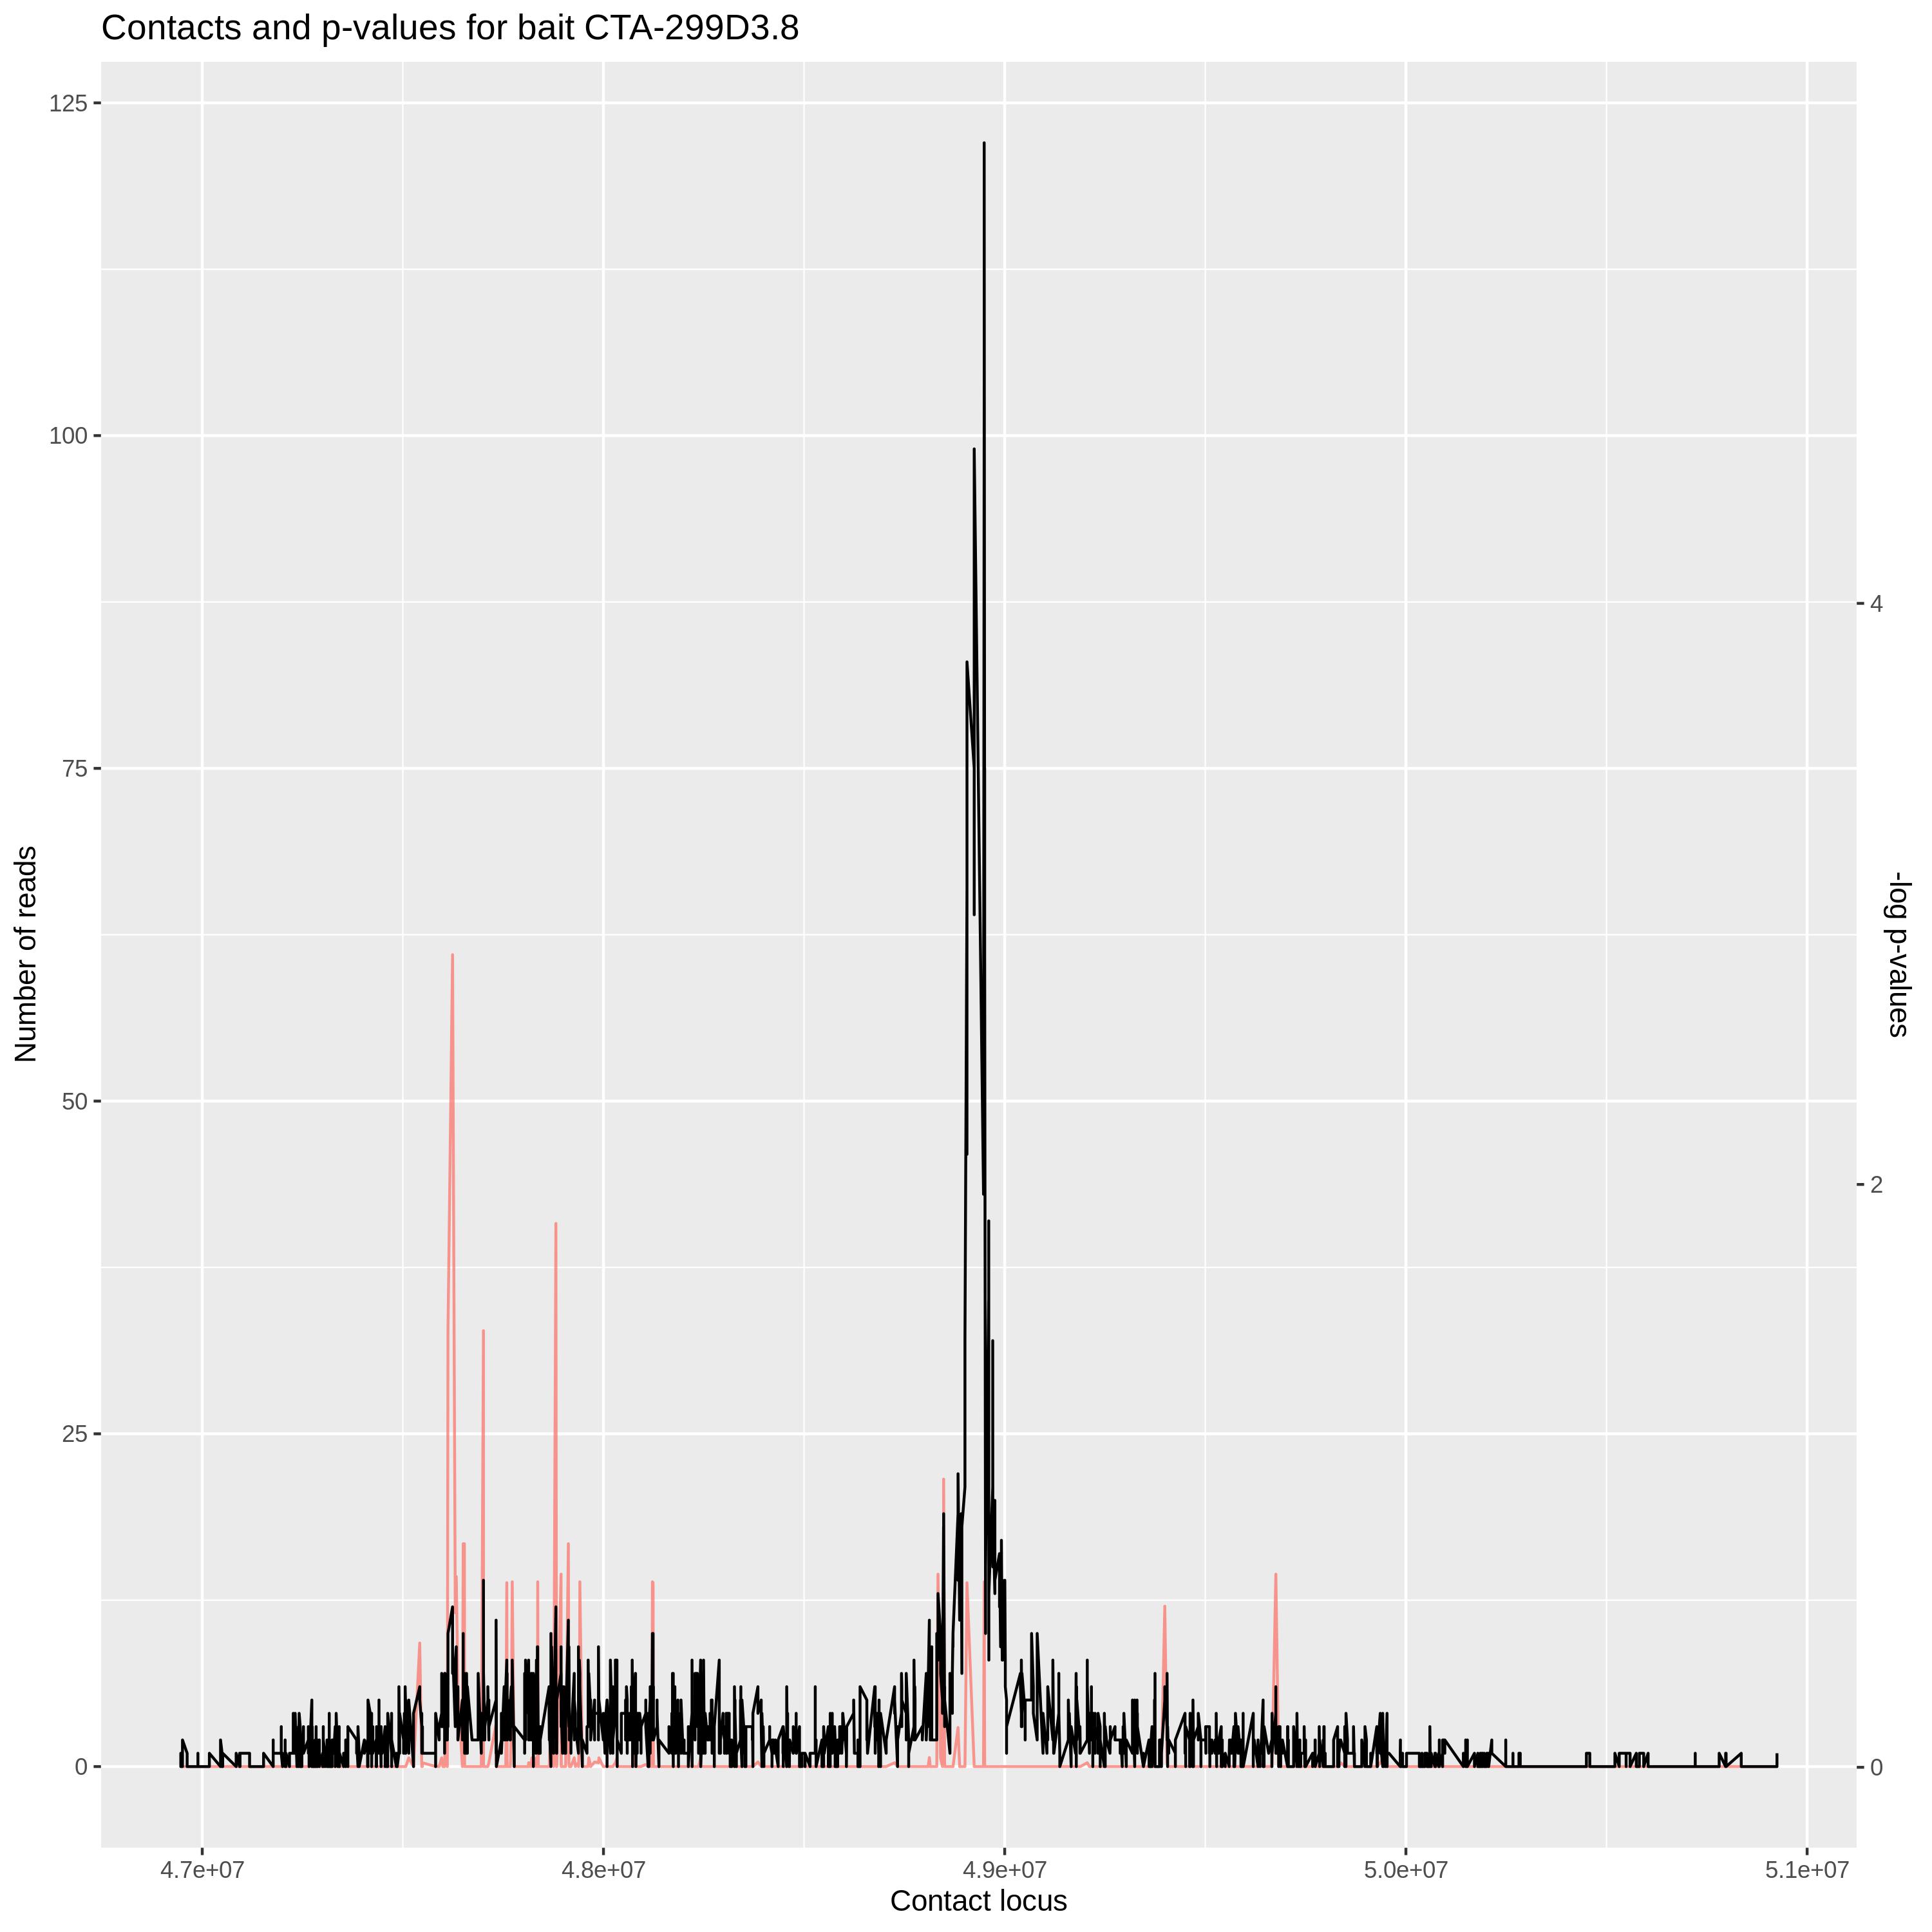 Contacts and p-values for bait CTA-299D3.8
125
100
75
50
25
0
Number of reads
4
2
0
-log p-values
4.7e+07
4.8e+07
4.9e+07
5.0e+07
5.1e+07
Contact locus